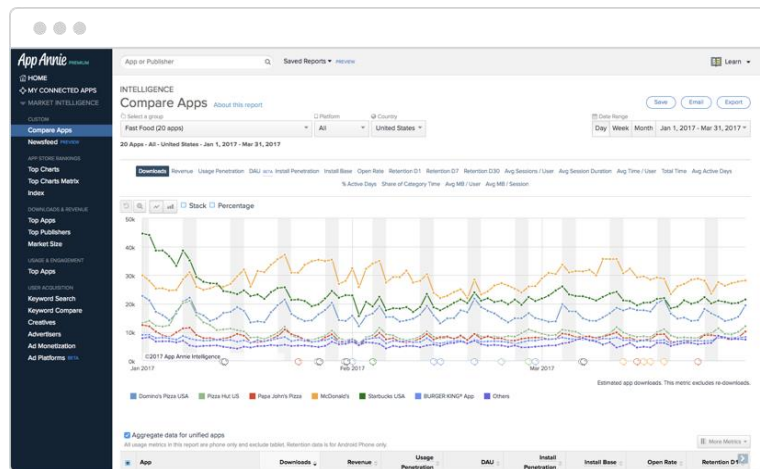 App Annie PREMIUM
App or Publisher
Saved Reports PREVIEW
Learn
HOME
MY CONNECTED APPS
MARKET INTELLIGENCE
CUSTOM
Compare Apps
Newsfeed PREVIEW
APP STORE RANKINGS
Top Charts
Top Charts Matrix
Index
DOWNLOADS & REVENUE
Top Apps
Top Publishers
Market Size
USAGE & ENGAGEMENT
Top Apps
USER ACQUISITION
Keyword Search
Keyword Compare
Creatives
Advertisers
Ad Monetization
Ad Platforms BETA
INTELLIGENCE
Compare Apps About this report
Save Email Export
Select a group Platform Country Date Range
Fast Food (20 apps) All United States Day Week Month Jan 1, 2017 - Mar 31, 2017
20 Apps - All - United States - Jan 1, 2017 - Mar 31, 2017
Downloads Revenue Usage Penetration DAU BETA Install Penetration Install Base Open Rate Retention D1 Retention D7 Retention D30 Avg Sessions / User Avg Session Duration Avg Time / User Total Time Avg Active Days
% Active Days Share of Category Time Avg MB / User Avg MB / Session
Stack Percentage
50k
40k
30k
20k
10k
0k
©2017 App Annie Intelligence
Jan 2017 Feb 2017 Mar 2017
Estimated app downloads. This metric excludes re-downloads.
Domino's Pizza USA Pizza Hut US Papa John's Pizza McDonald's Starbucks USA BURGER KING® App Others
Aggregate data for unified apps
All usage metrics in this report are phone only and exclude tablet. Retention data is for Android Phone only.
More Metrics
App Downloads Revenue Usage Penetration DAU Install Penetration Install Base Open Rate Retention D1